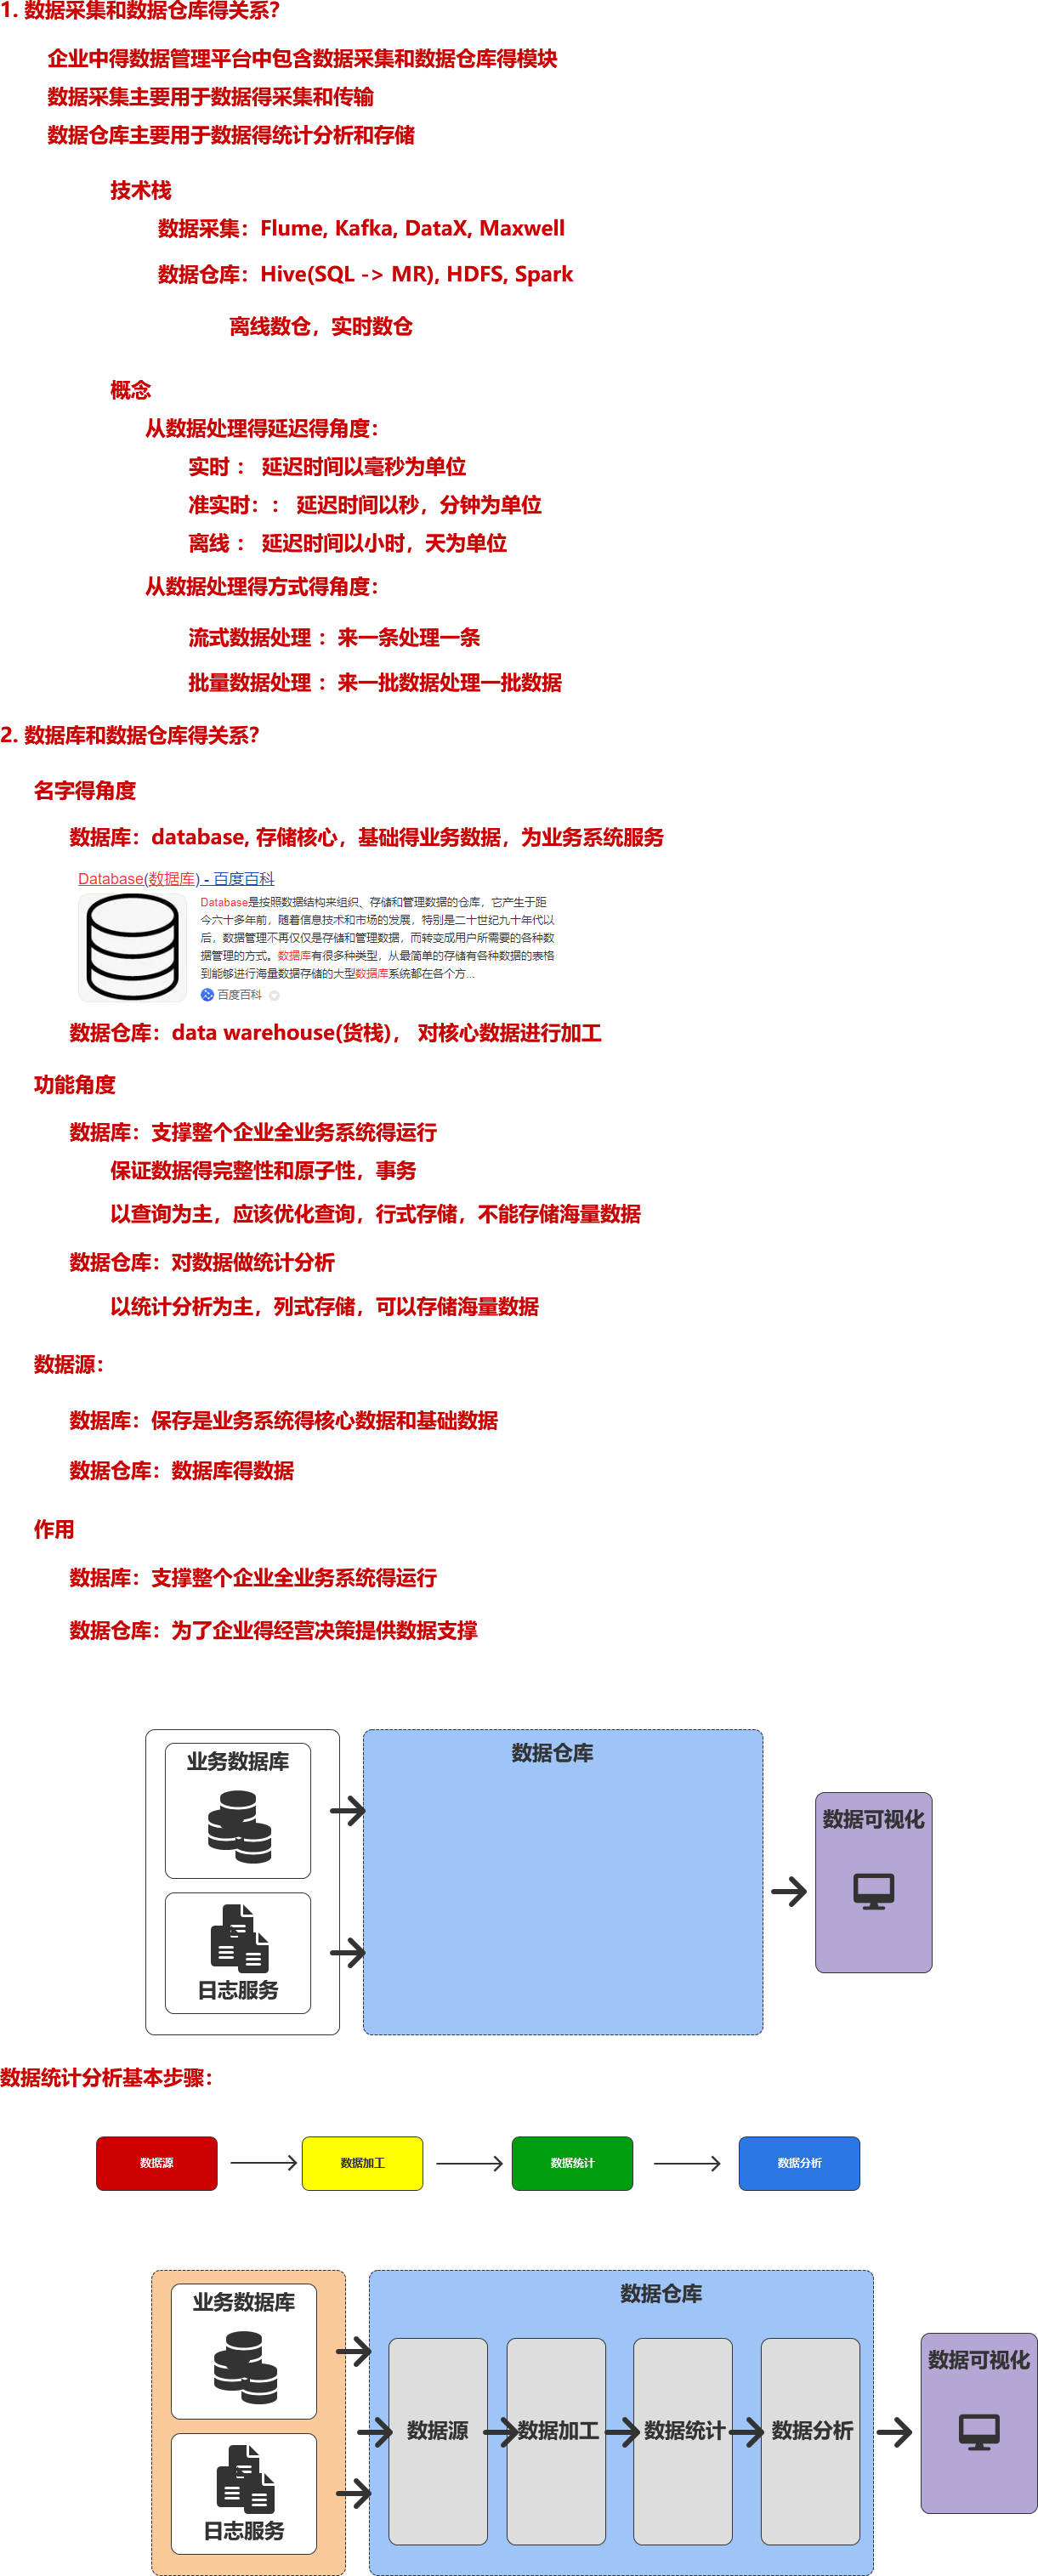 1. 数据采集和数据仓库得关系?
企业中得数据管理平台中包含数据采集和数据仓库得模块
数据采集主要用于数据得采集和传输
数据仓库主要用于数据得统计分析和存储
技术栈
数据采集：Flume, Kafka, DataX, Maxwell
数据仓库：Hive(SQL -> MR), HDFS, Spark
离线数仓，实时数仓
概念
从数据处理得延迟得角度：
实时 ： 延迟时间以毫秒为单位
准实时：： 延迟时间以秒，分钟为单位
离线 ： 延迟时间以小时，天为单位
从数据处理得方式得角度：
流式数据处理 ：来一条处理一条
批量数据处理 ：来一批数据处理一批数据
2. 数据库和数据仓库得关系?
名字得角度
数据库：database, 存储核心，基础得业务数据，为业务系统服务
Database(数据库) - 百度百科
Database是按照数据结构来组织、存储和管理数据的仓库，它产生于距
今六十多年前，随着信息技术和市场的发展，特别是二十世纪九十年代以
后，数据管理不再仅仅是存储和管理数据，而转变成用户所需要的各种数
据管理的方式。数据库有很多种类型，从最简单的存储有各种数据的表格
到能够进行海量数据存储的大型数据库系统都在各个方...
百度百科
数据仓库：data warehouse(货栈)， 对核心数据进行加工
功能角度
数据库：支撑整个企业全业务系统得运行
保证数据得完整性和原子性，事务
以查询为主，应该优化查询，行式存储，不能存储海量数据
数据仓库：对数据做统计分析
以统计分析为主，列式存储，可以存储海量数据
数据源：
数据库：保存是业务系统得核心数据和基础数据
数据仓库：数据库得数据
作用
数据库：支撑整个企业全业务系统得运行
数据仓库：为了企业得经营决策提供数据支撑
业务数据库
数据仓库
数据可视化
日志服务
数据统计分析基本步骤：
数据源
数据加工
数据统计
数据分析
业务数据库
数据仓库
数据可视化
数据源
数据加工
数据统计
数据分析
日志服务